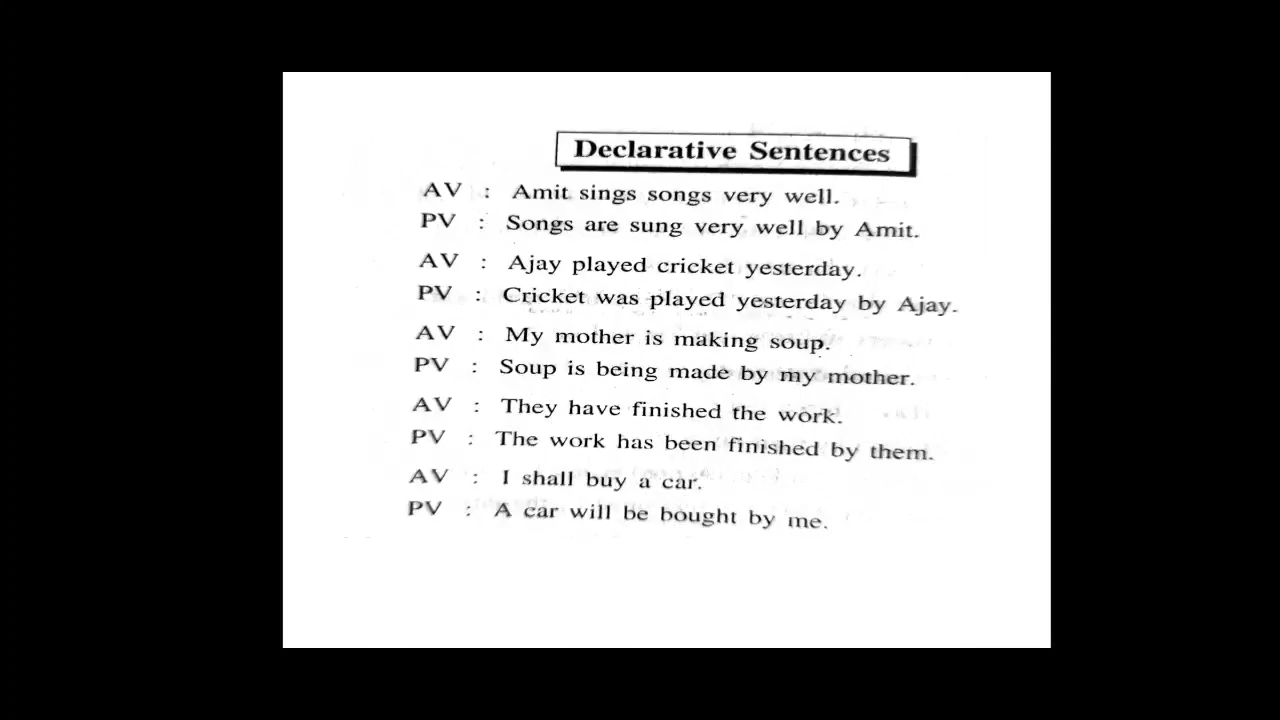 Declarative Sentences
AV : Amit sings songs very well.
PV : Songs are sung very well by Amit.
AV : Ajay played cricket yesterday.
PV : Cricket was played yesterday by Ajay.
AV : My mother is making soup.
PV : Soup is being made by my mother.
AV : They have finished the work.
PV : The work has been finished by them.
AV : I shall buy a car.
PV : A car will be bought by me.